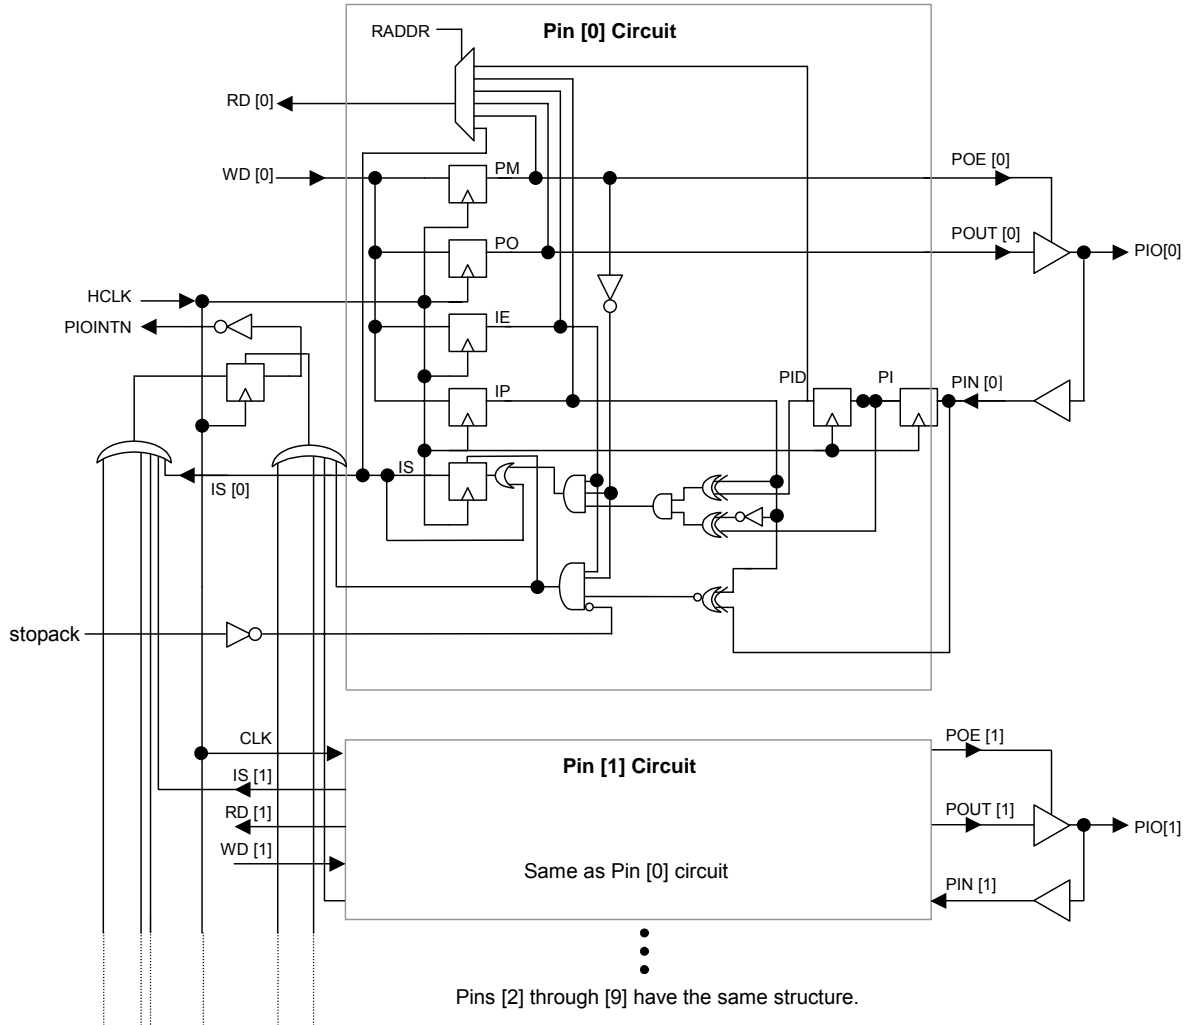 RADDR
Pin [0] Circuit
RD [0]
WD [0]
PM
POE [0]
PO
POUT [0]
PIO[0]
HCLK
PIOINTN
IE
PID
PI
PIN [0]
IP
IS
IS [0]
stopack
CLK
POE [1]
Pin [1] Circuit
IS [1]
RD [1]
POUT [1]
PIO[1]
WD [1]
Same as Pin [0] circuit
PIN [1]
Pins [2] through [9] have the same structure.